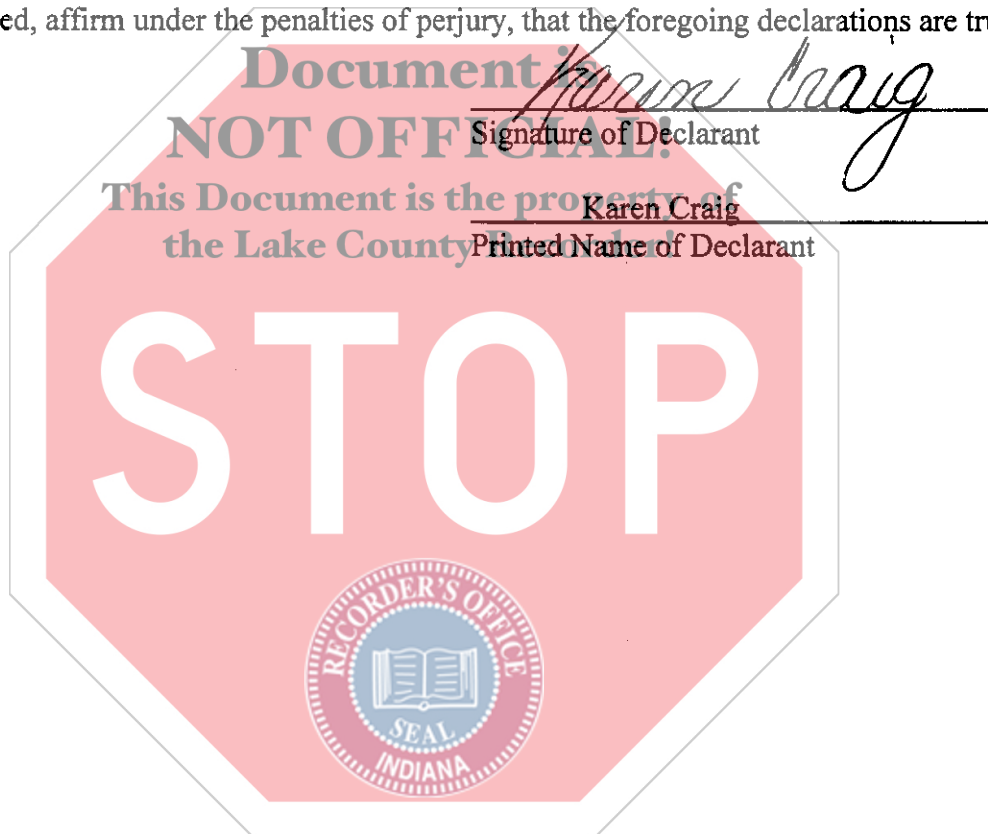 ed, affirm under the penalties of perjury, that the foregoing declarations are tr
Document is
Karen Craig
NOT OFFICIAL!
Signature of Declarant
This Document is the property of
Karen Craig
the Lake County Recorder!
Printed Name of Declarant
STOP
RECORDER'S OFFICE
SEAL
INDIANA